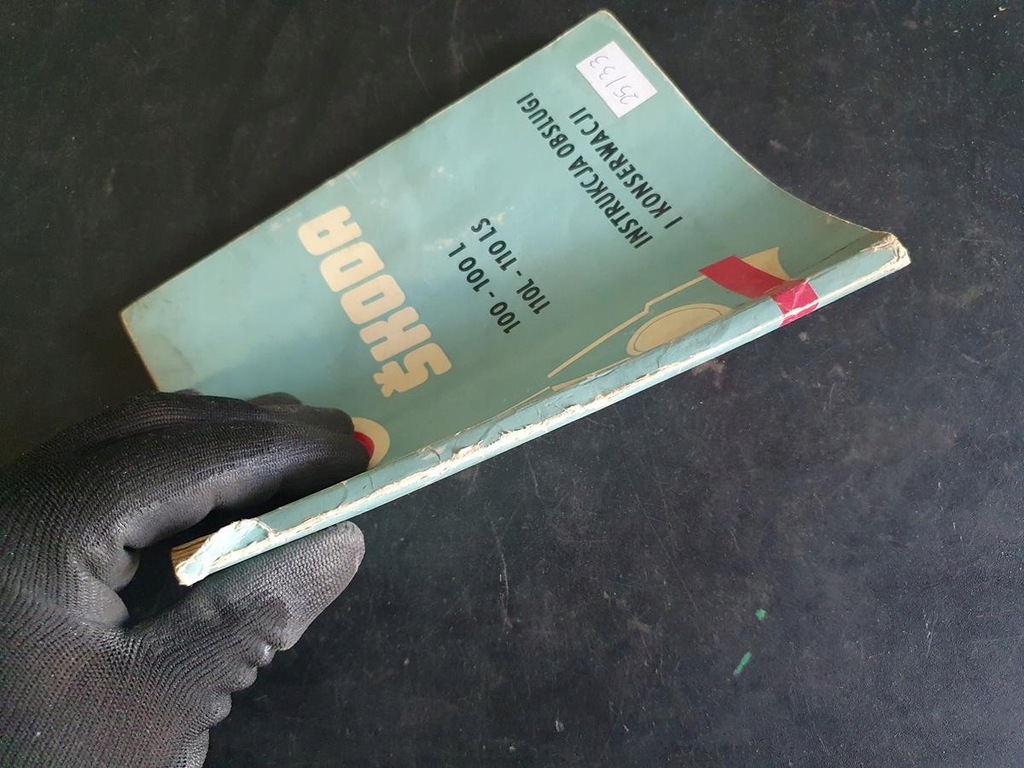 ŠKODA
100 - 100 L
110L - 110 LS
INSTRUKCJA OBSŁUGI
I KONSERWACJI
25/33